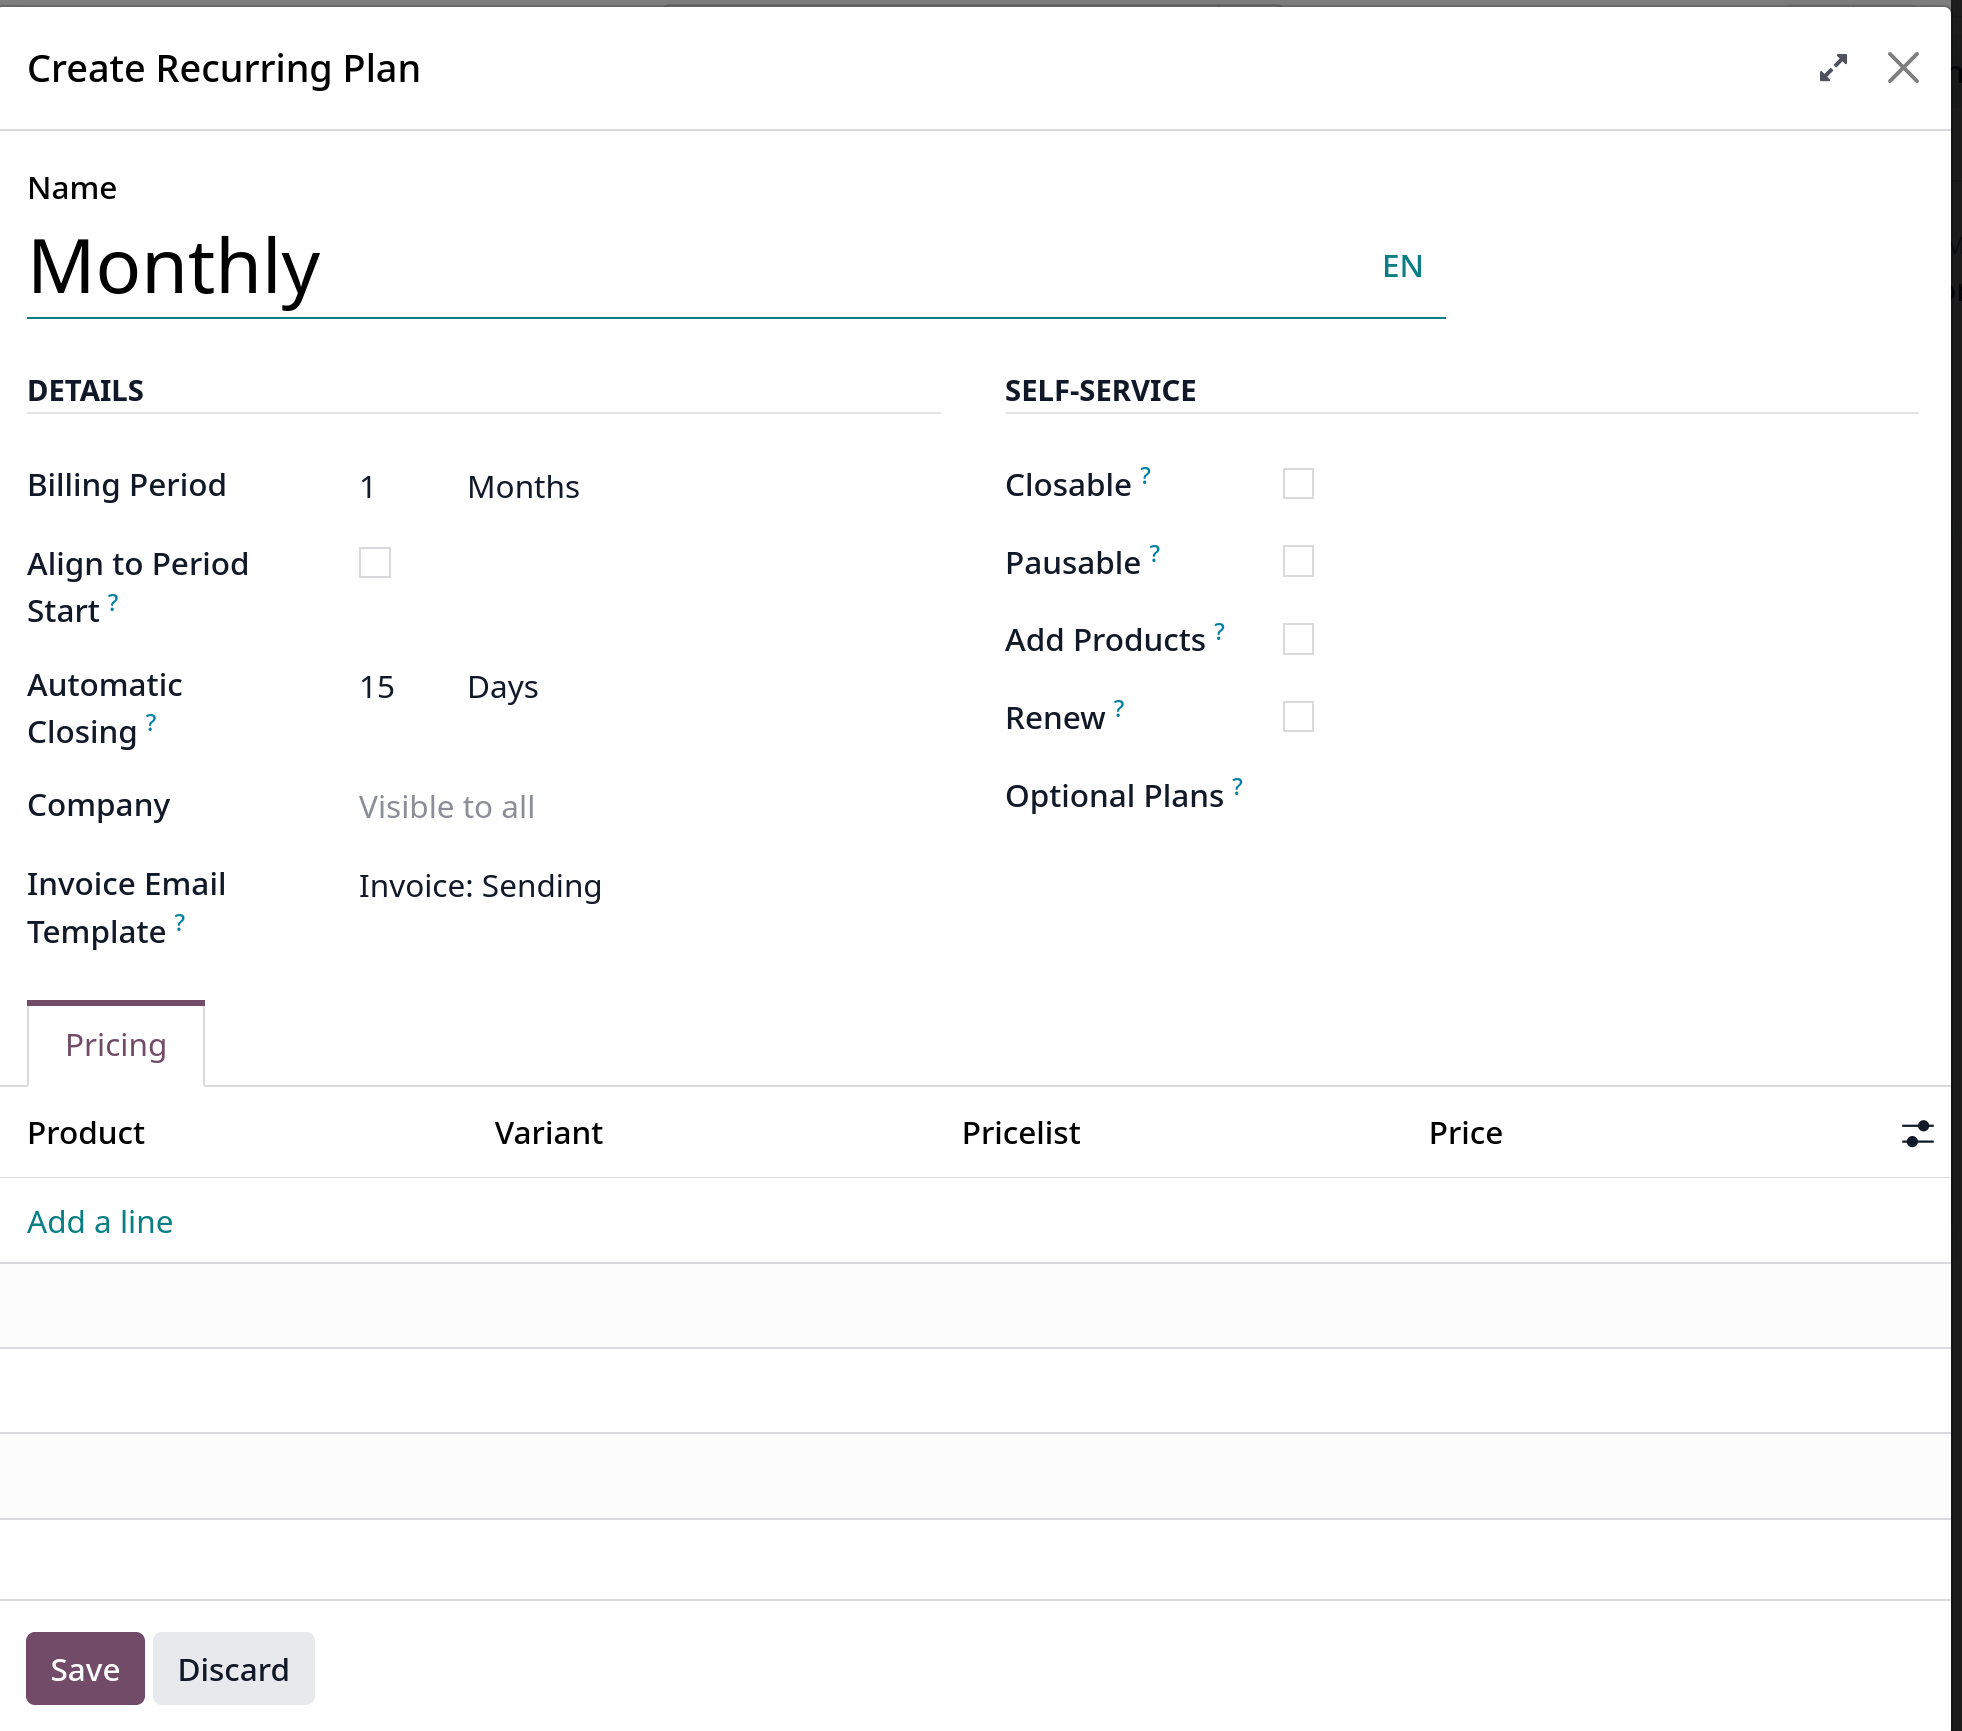 Create Recurring Plan
Name
Monthly
EN
DETAILS
Billing Period 1 Months
Align to Period
Start ?
Automatic 15 Days
Closing ?
Company Visible to all
Invoice Email Invoice: Sending
Template ?
SELF-SERVICE
Closable ?
Pausable ?
Add Products ?
Renew ?
Optional Plans ?
Pricing
Product Variant Pricelist Price
Add a line
Save Discard